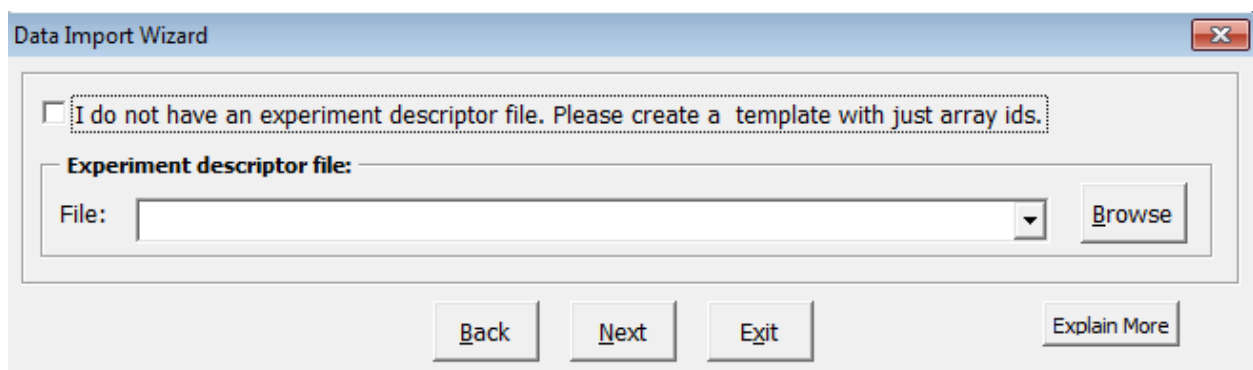 Data Import Wizard
I do not have an experiment descriptor file. Please create a  template with just array ids.
Experiment descriptor file:
File:
Browse
Back Next Exit Explain More